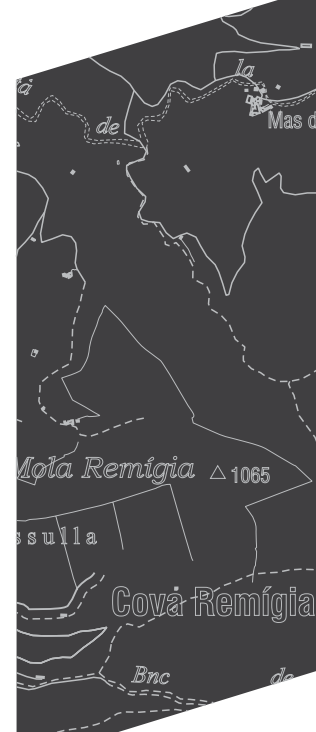 la
de
Mas d
Mola Remígia 1065
ssulla
Cova Remígia
Bnc de